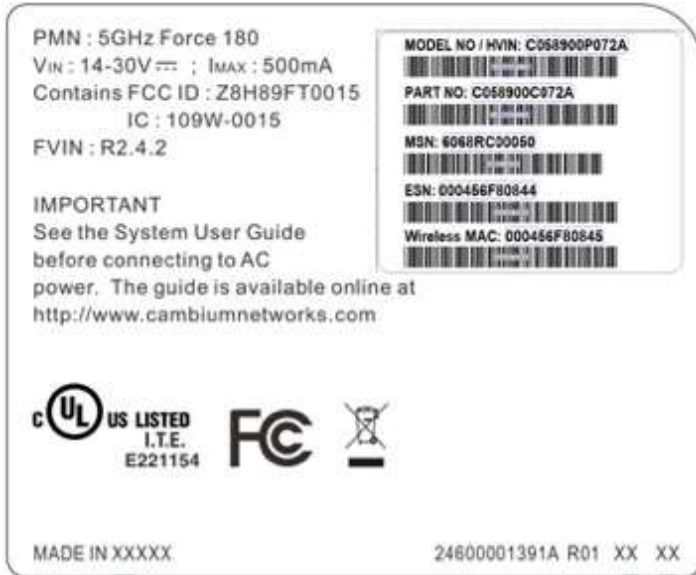 PMN : 5GHz Force 180
VIN : 14-30V ⎓ ; IMAX : 500mA
Contains FCC ID : Z8H89FT0015
IC : 109W-0015
FVIN : R2.4.2
IMPORTANT
See the System User Guide
before connecting to AC
power. The guide is available online at
http://www.cambiumnetworks.com
MODEL NO / HVIN: C058900P072A
PART NO: C058900C072A
MSN: 6068RC00050
ESN: 000456F80844
Wireless MAC: 000456F80845
C UL US LISTED
I.T.E.
E221154
FC
MADE IN XXXXX
24600001391A R01 XX XX